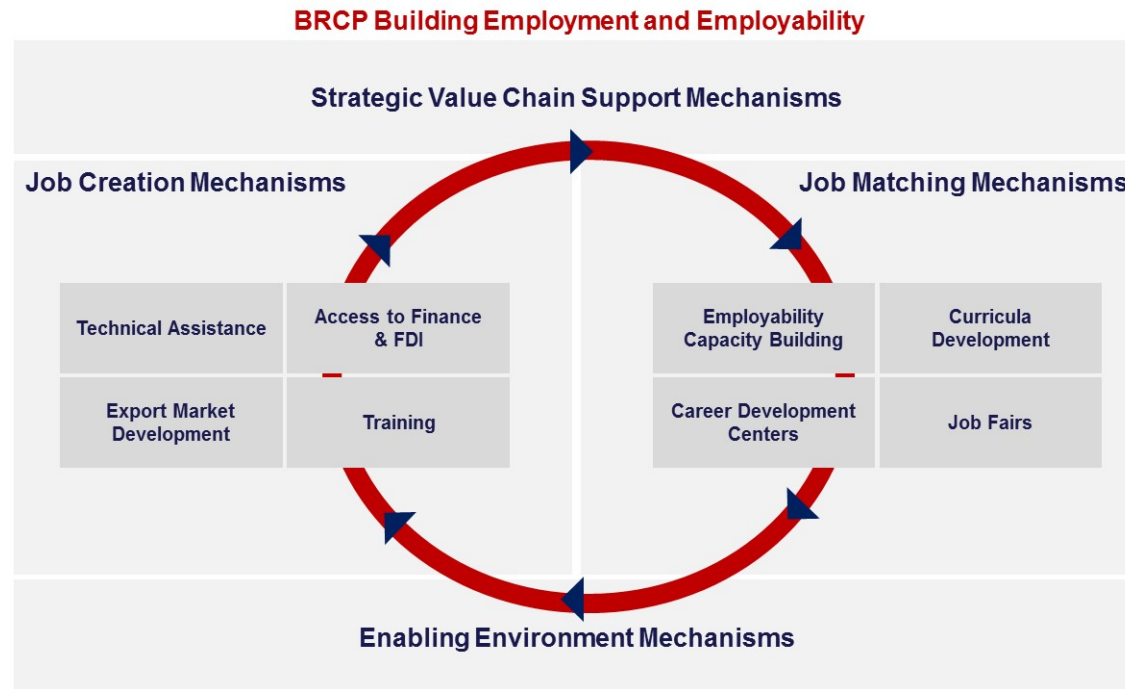 BRCP Building Employment and Employability
Strategic Value Chain Support Mechanisms
Job Creation Mechanisms
Technical Assistance
Access to Finance
& FDI
Export Market
Development
Training
Job Matching Mechanisms
Employability
Capacity Building
Curricula
Development
Career Development
Centers
Job Fairs
Enabling Environment Mechanisms